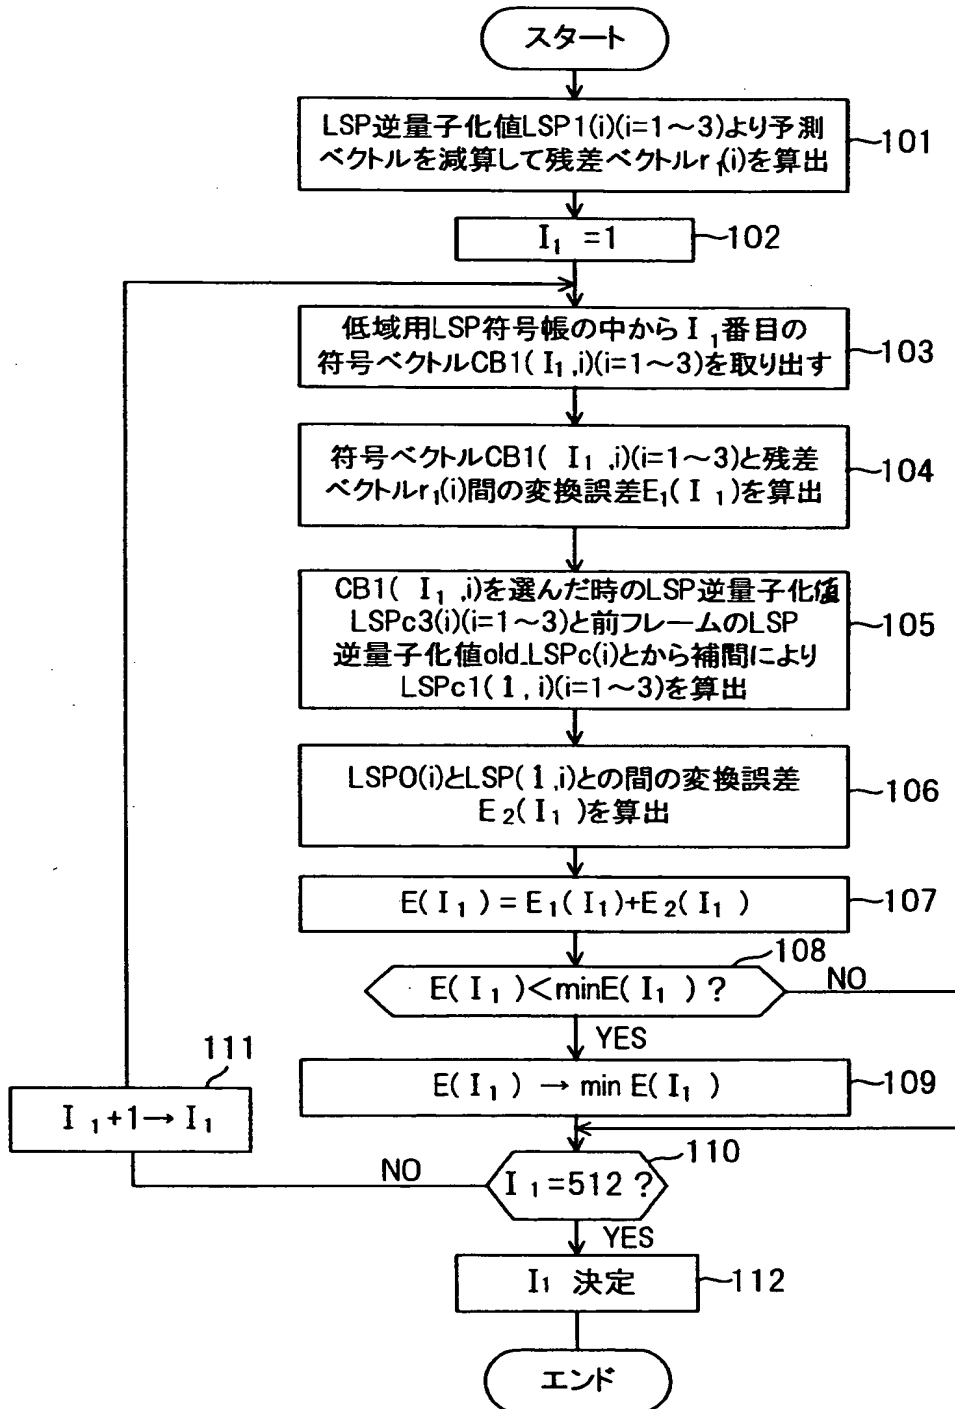 スタート
LSP逆量子化値LSP1(i)(i=1～3)より予測
ベクトルを減算して残差ベクトルr₁(i)を算出
101
I₁ =1
102
低域用LSP符号帳の中からI₁番目の
符号ベクトルCB1(I₁,i)(i=1～3)を取り出す
103
符号ベクトルCB1( I₁,i)(i=1～3)と残差
ベクトルr₁(i)間の変換誤差E₁(I₁)を算出
104
CB1( I₁,i)を選んだ時のLSP逆量子化値
LSPc3(i)(i=1～3)と前フレームのLSP
逆量子化値old_LSPc(i)とから補間により
LSPc1(1,i)(i=1～3)を算出
105
LSP0(i)とLSP(1,i)との間の変換誤差
E₂(I₁)を算出
106
E(I₁)=E₁(I₁)+E₂(I₁)
107
108
E(I₁)<minE(I₁)?
NO
YES
E(I₁) → min E(I₁)
109
111
I₁+1→I₁
110
I₁=512?
NO
YES
I₁ 決定
112
エンド